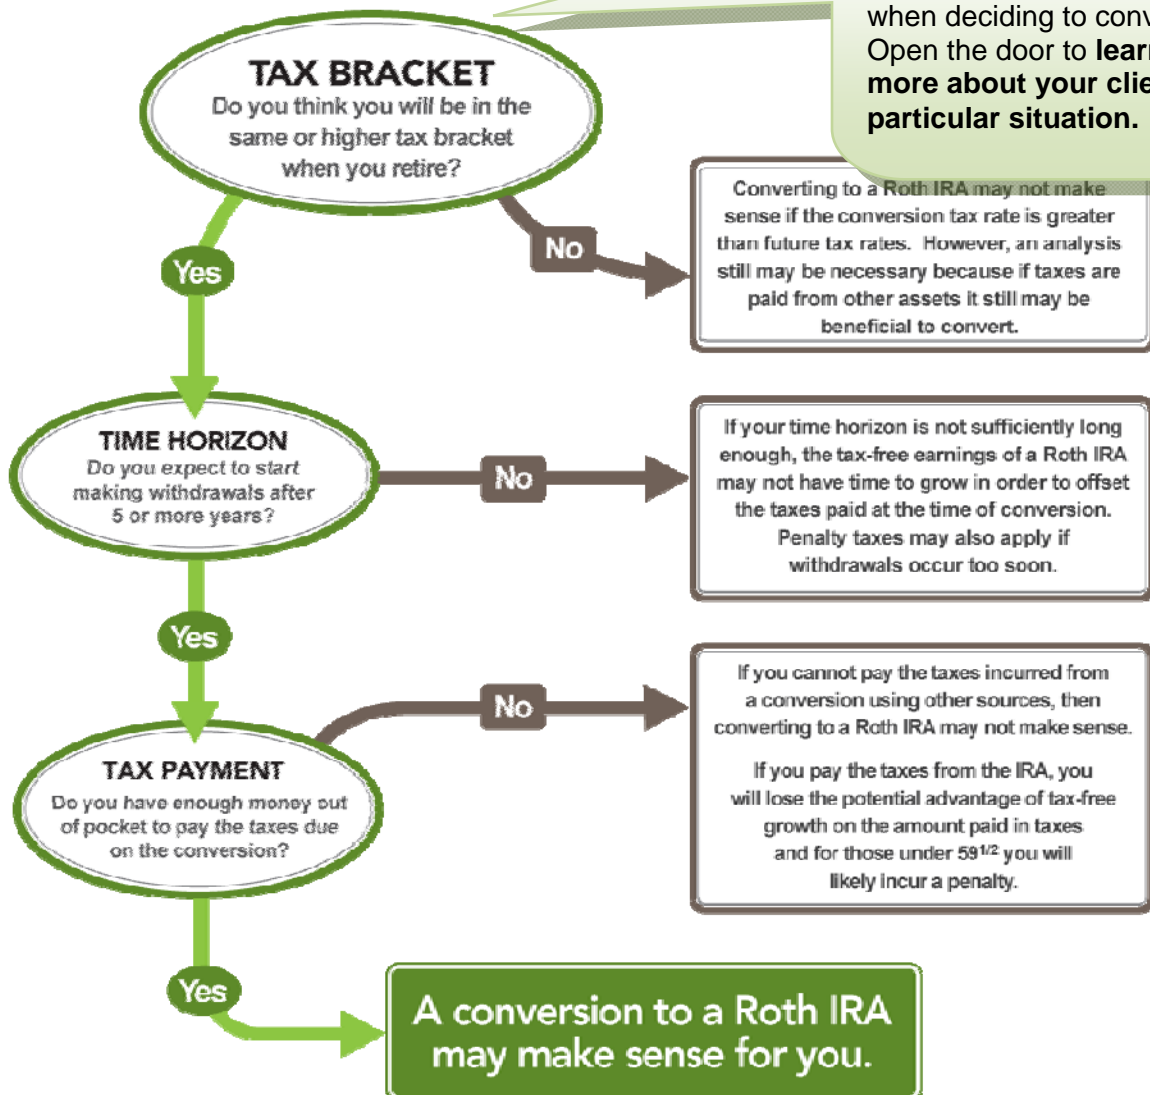 when deciding to conv
Open the door to learn
more about your clie
particular situation.
TAX BRACKET
Do you think you will be in the
same or higher tax bracket
when you retire?
Yes
No
Converting to a Roth IRA may not make
sense if the conversion tax rate is greater
than future tax rates. However, an analysis
still may be necessary because if taxes are
paid from other assets it still may be
beneficial to convert.
TIME HORIZON
Do you expect to start
making withdrawals after
5 or more years?
No
If your time horizon is not sufficiently long
enough, the tax-free earnings of a Roth IRA
may not have time to grow in order to offset
the taxes paid at the time of conversion.
Penalty taxes may also apply if
withdrawals occur too soon.
Yes
TAX PAYMENT
Do you have enough money out
of pocket to pay the taxes due
on the conversion?
No
If you cannot pay the taxes incurred from
a conversion using other sources, then
converting to a Roth IRA may not make sense.
If you pay the taxes from the IRA, you
will lose the potential advantage of tax-free
growth on the amount paid in taxes
and for those under 59 1/2 you will
likely incur a penalty.
Yes
A conversion to a Roth IRA
may make sense for you.